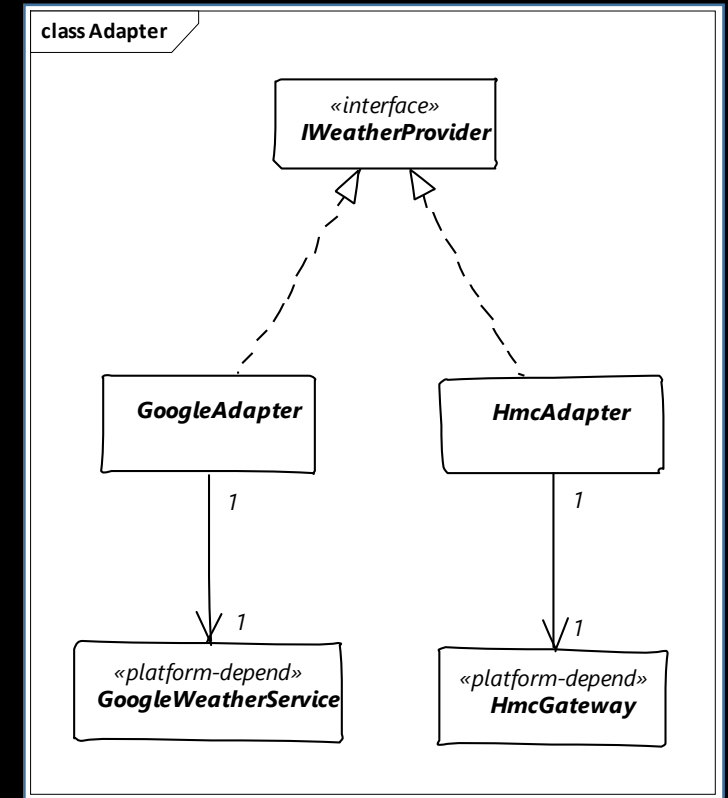 class Adapter
«interface»
IWeatherProvider
GoogleAdapter
HmcAdapter
1
1
1
1
«platform-depend»
GoogleWeatherService
«platform-depend»
HmcGateway